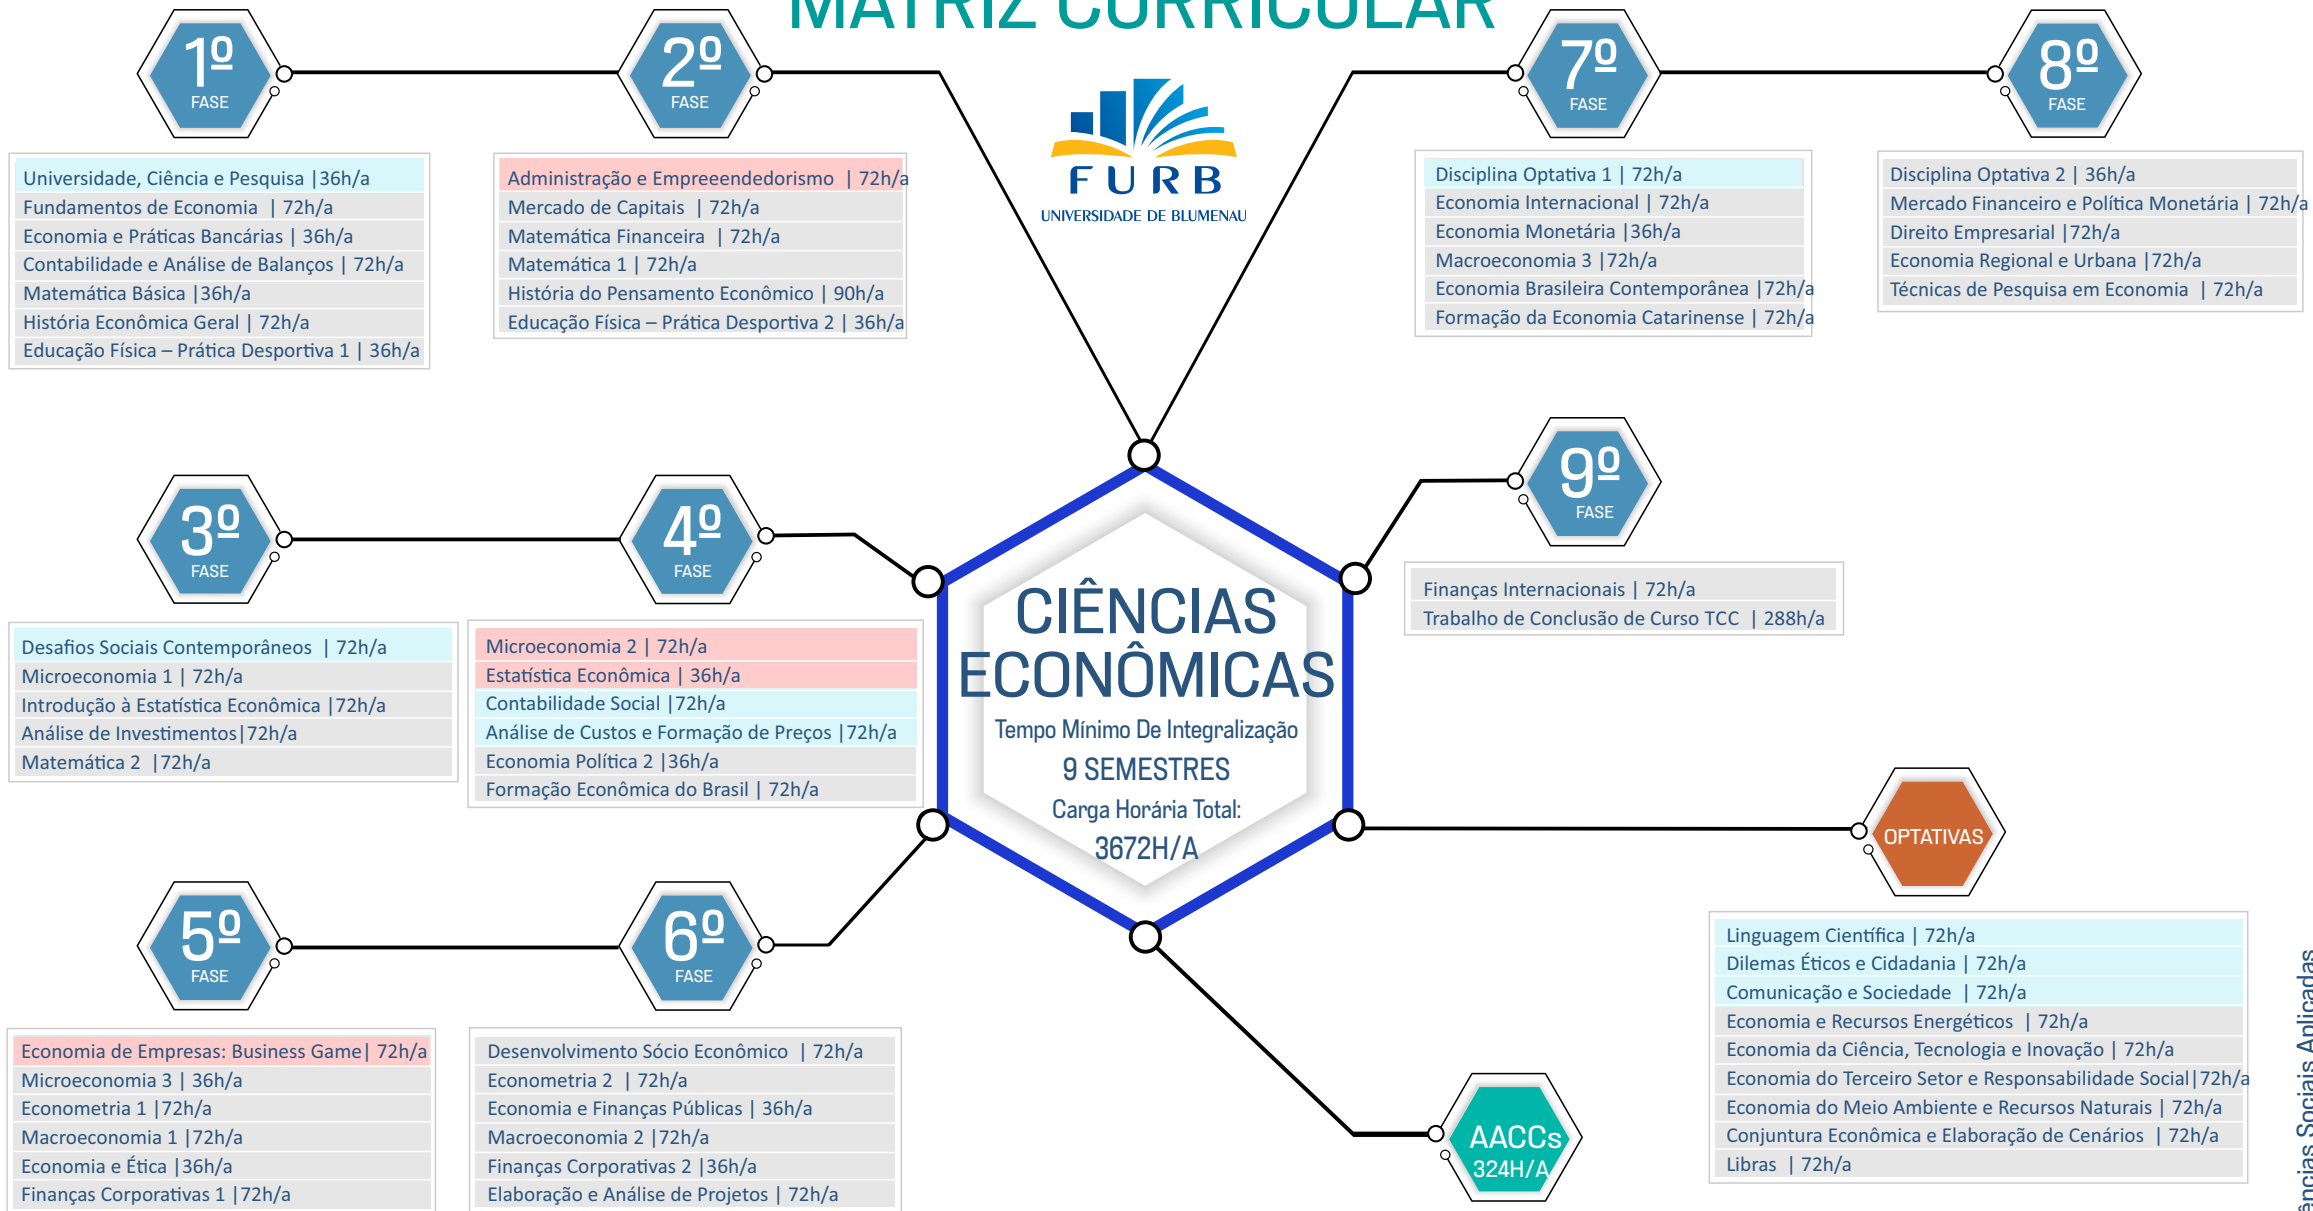 MATRIZ CURRICULAR
1º
FASE
Universidade, Ciência e Pesquisa |36h/a
Fundamentos de Economia | 72h/a
Economia e Práticas Bancárias | 36h/a
Contabilidade e Análise de Balanços | 72h/a
Matemática Básica |36h/a
História Econômica Geral | 72h/a
Educação Física – Prática Desportiva 1 | 36h/a
2º
FASE
Administração e Empreeendedorismo | 72h/a
Mercado de Capitais | 72h/a
Matemática Financeira | 72h/a
Matemática 1 | 72h/a
História do Pensamento Econômico | 90h/a
Educação Física – Prática Desportiva 2 | 36h/a
FURB
UNIVERSIDADE DE BLUMENAU
7º
FASE
Disciplina Optativa 1 | 72h/a
Economia Internacional | 72h/a
Economia Monetária |36h/a
Macroeconomia 3 |72h/a
Economia Brasileira Contemporânea |72h/a
Formação da Economia Catarinense | 72h/a
8º
FASE
Disciplina Optativa 2 | 36h/a
Mercado Financeiro e Política Monetária | 72h/a
Direito Empresarial |72h/a
Economia Regional e Urbana |72h/a
Técnicas de Pesquisa em Economia | 72h/a
3º
FASE
Desafios Sociais Contemporâneos | 72h/a
Microeconomia 1 | 72h/a
Introdução à Estatística Econômica |72h/a
Análise de Investimentos|72h/a
Matemática 2 |72h/a
4º
FASE
Microeconomia 2 | 72h/a
Estatística Econômica | 36h/a
Contabilidade Social |72h/a
Análise de Custos e Formação de Preços |72h/a
Economia Política 2 |36h/a
Formação Econômica do Brasil | 72h/a
CIÊNCIAS
ECONÔMICAS
Tempo Mínimo De Integralização
9 SEMESTRES
Carga Horária Total:
3672H/A
9º
FASE
Finanças Internacionais | 72h/a
Trabalho de Conclusão de Curso TCC | 288h/a
5º
FASE
Economia de Empresas: Business Game| 72h/a
Microeconomia 3 | 36h/a
Econometria 1 |72h/a
Macroeconomia 1 |72h/a
Economia e Ética |36h/a
Finanças Corporativas 1 |72h/a
6º
FASE
Desenvolvimento Sócio Econômico | 72h/a
Econometria 2 | 72h/a
Economia e Finanças Públicas | 36h/a
Macroeconomia 2 |72h/a
Finanças Corporativas 2 |36h/a
Elaboração e Análise de Projetos | 72h/a
AACCs
324H/A
OPTATIVAS
Linguagem Científica | 72h/a
Dilemas Éticos e Cidadania | 72h/a
Comunicação e Sociedade | 72h/a
Economia e Recursos Energéticos | 72h/a
Economia da Ciência, Tecnologia e Inovação | 72h/a
Economia do Terceiro Setor e Responsabilidade Social|72h/a
Economia do Meio Ambiente e Recursos Naturais | 72h/a
Conjuntura Econômica e Elaboração de Cenários | 72h/a
Libras | 72h/a
Sociais Aplicadas